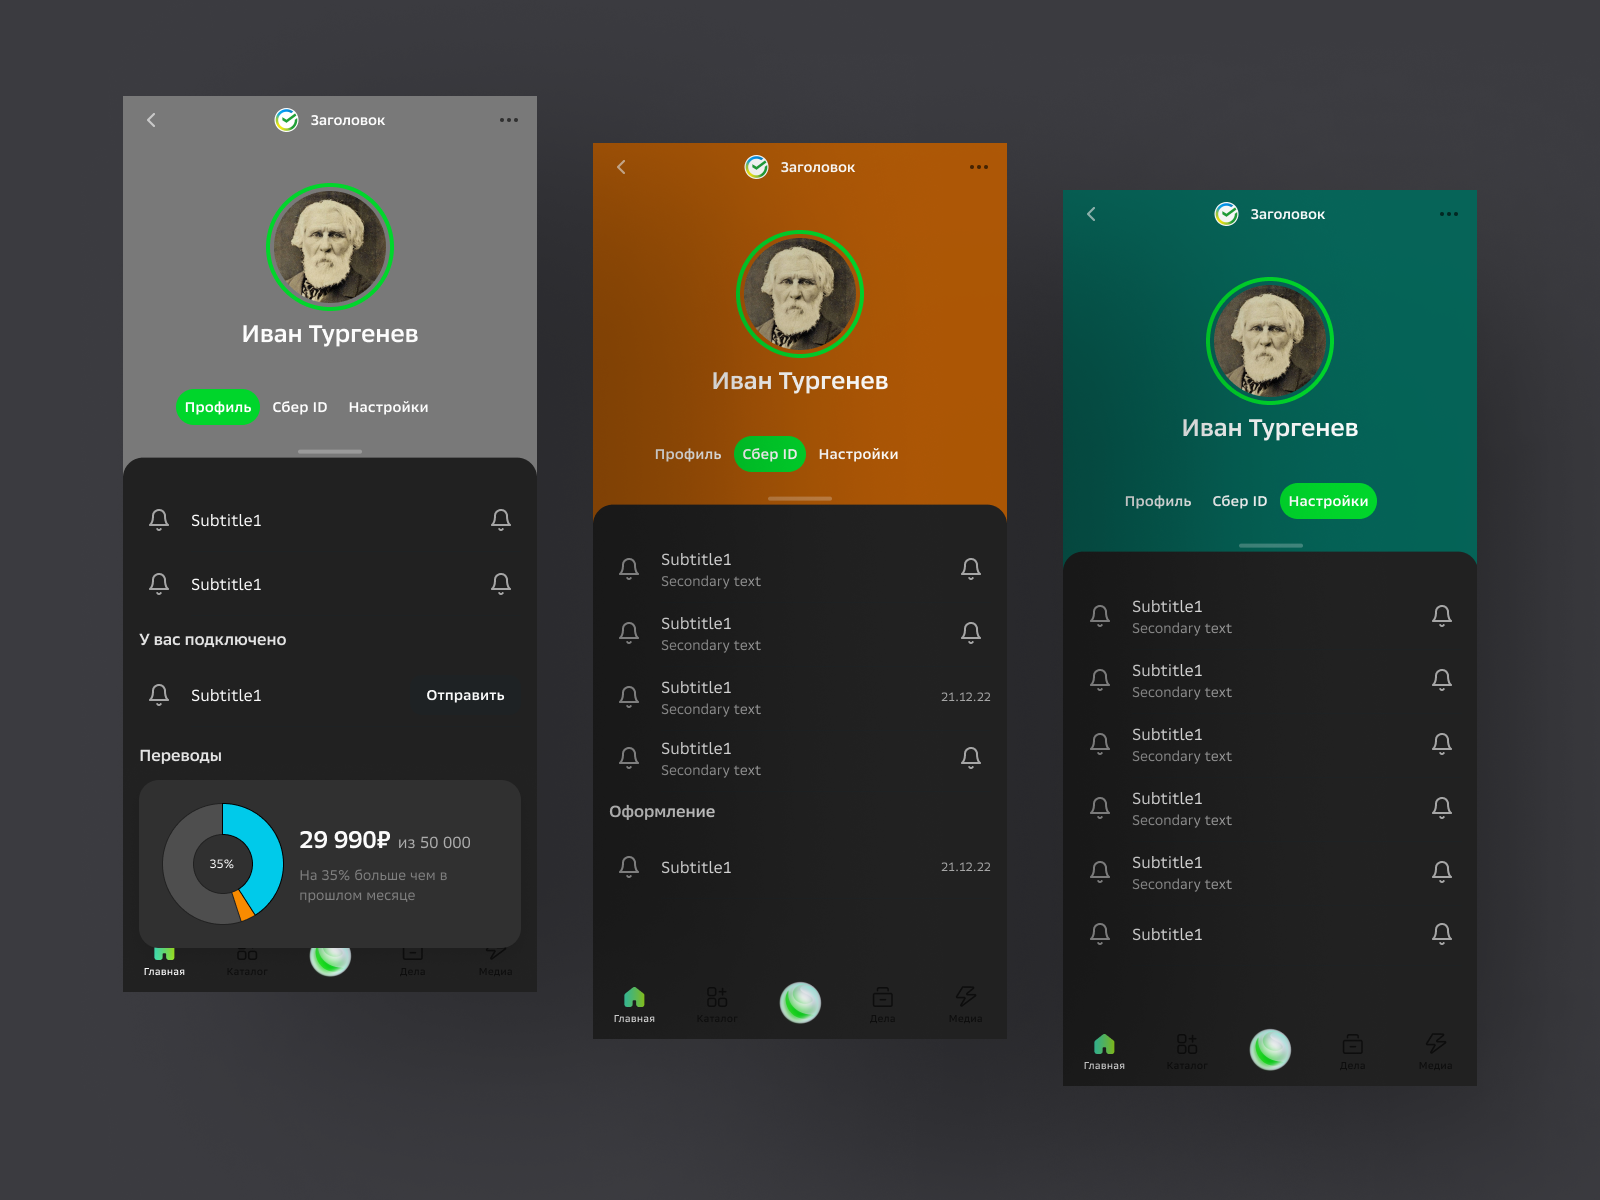 Заголовок
Иван Тургенев
Профиль Сбер ID Настройки
Subtitle1
Subtitle1
У вас подключено
Subtitle1 Отправить
Переводы
35%
29 990₽ из 50 000
На 35% больше чем в
прошлом месяце
Главная Каталог Дела Медиа
Заголовок
Иван Тургенев
Профиль Сбер ID Настройки
Subtitle1
Secondary text
Subtitle1
Secondary text
Subtitle1
Secondary text
21.12.22
Subtitle1
Secondary text
Оформление
Subtitle1 21.12.22
Главная Каталог Дела Медиа
Заголовок
Иван Тургенев
Профиль Сбер ID Настройки
Subtitle1
Secondary text
Subtitle1
Secondary text
Subtitle1
Secondary text
Subtitle1
Secondary text
Subtitle1
Secondary text
Subtitle1
Главная Каталог Дела Медиа